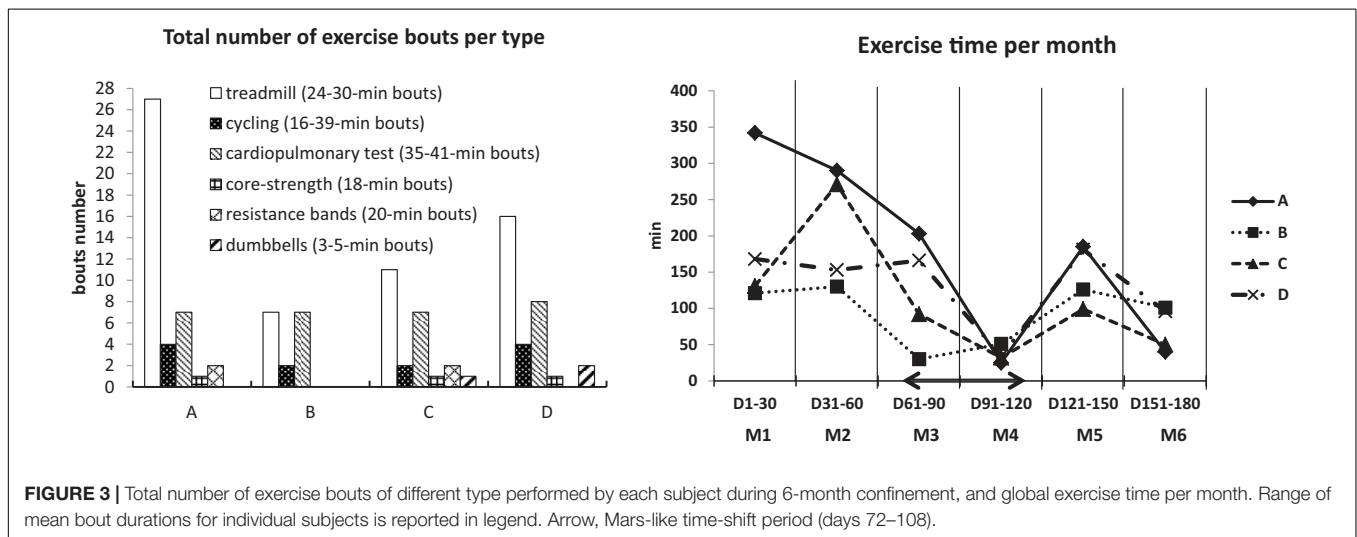 Total number of exercise bouts per type
bouts number
28
26
24
22
20
18
16
14
12
10
8
6
4
2
0
treadmill (24-30-min bouts)
cycling (16-39-min bouts)
cardiopulmonary test (35-41-min bouts)
core-strength (18-min bouts)
resistance bands (20-min bouts)
dumbbells (3-5-min bouts)
A B C D
Exercise time per month
min
400
350
300
250
200
150
100
50
0
D1-30 D31-60 D61-90 D91-120 D121-150 D151-180
M1 M2 M3 M4 M5 M6
A
B
C
D
FIGURE 3 | Total number of exercise bouts of different type performed by each subject during 6-month confinement, and global exercise time per month. Range of
mean bout durations for individual subjects is reported in legend. Arrow, Mars-like time-shift period (days 72–108).